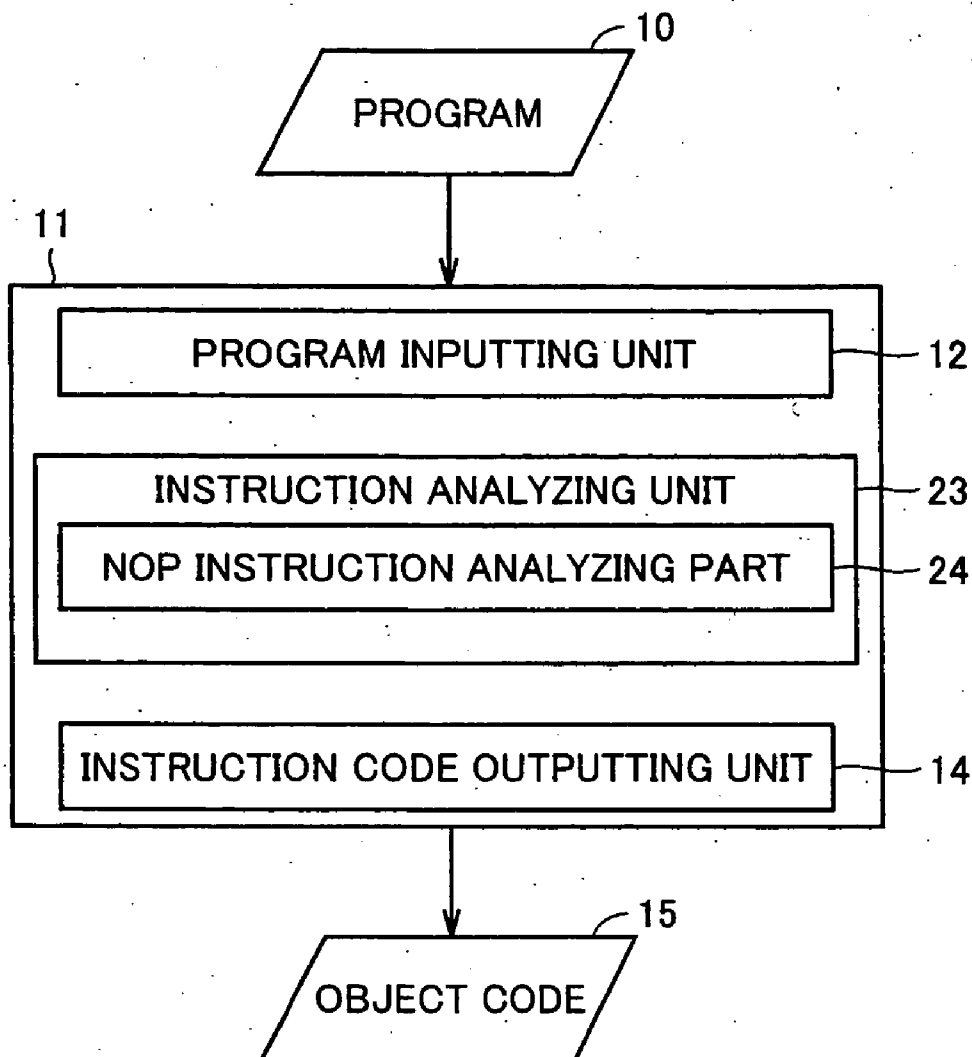 10
PROGRAM
11
PROGRAM INPUTTING UNIT
12
INSTRUCTION ANALYZING UNIT
23
NOP INSTRUCTION ANALYZING PART
24
INSTRUCTION CODE OUTPUTTING UNIT
14
15
OBJECT CODE